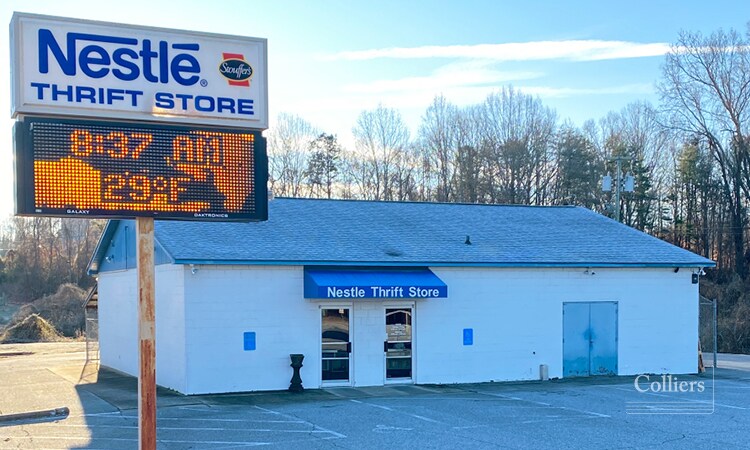 Nestlé® Stouffer's
THRIFT STORE
8:37 AM
29°F
GALAXY DAKTRONICS
Nestle Thrift Store
Colliers